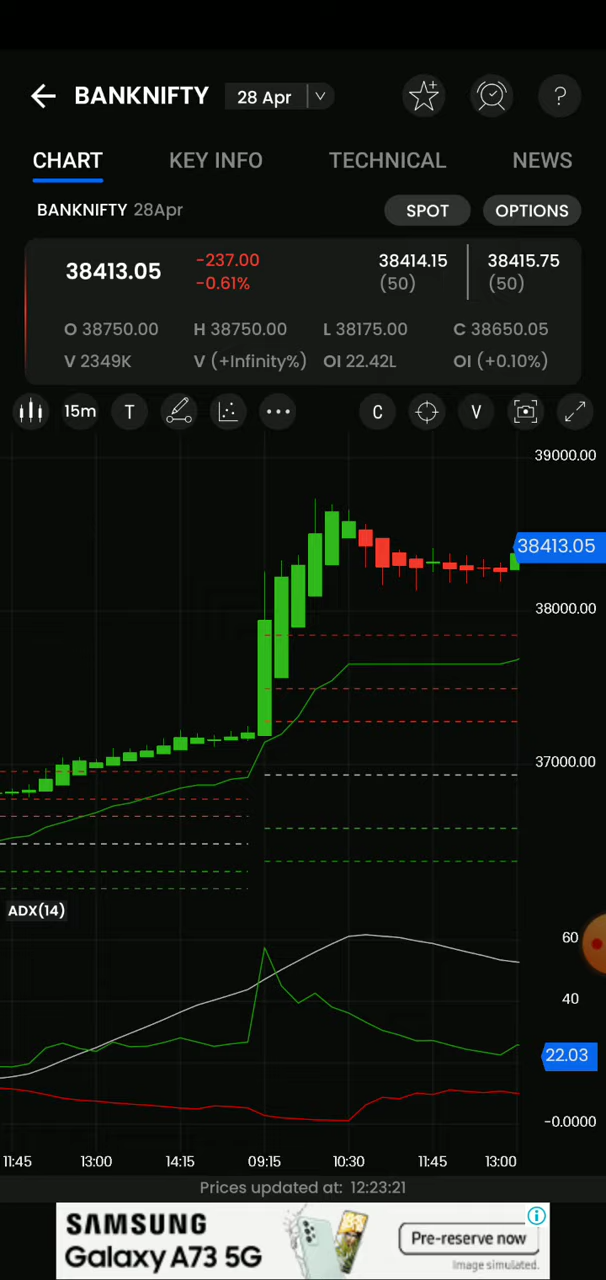 BANKNIFTY 28 Apr
CHART KEY INFO TECHNICAL NEWS
BANKNIFTY 28Apr SPOT OPTIONS
38413.05 -237.00 38414.15 38415.75
-0.61% (50) (50)
O 38750.00 H 38750.00 L 38175.00 C 38650.05
V 2349K V (+Infinity%) OI 22.42L OI (+0.10%)
15m T C V
39000.00
38413.05
38000.00
37000.00
ADX(14)
60
40
22.03
-0.0000
11:45 13:00 14:15 09:15 10:30 11:45 13:00
Prices updated at: 12:23:21
SAMSUNG
Galaxy A73 5G
Pre-reserve now
Image simulated.